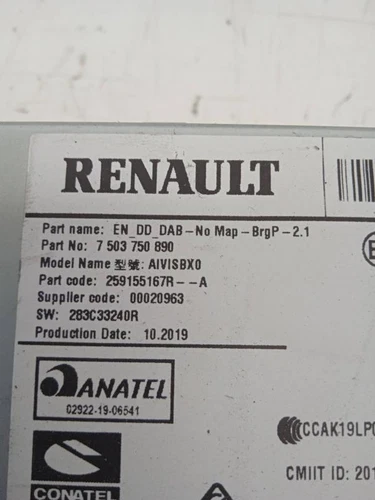 RENAULT
Part name: EN_DD_DAB-No Map-BrgP-2.1
Part No: 7 503 750 890
Model Name 型號: AIVISBX0
Part code: 259155167R--A
Supplier code: 00020963
SW: 283C33240R
Production Date: 10.2019
ANATEL
02922-19-06541
CCAK19LP
CMIIT ID: 201
CONATEL